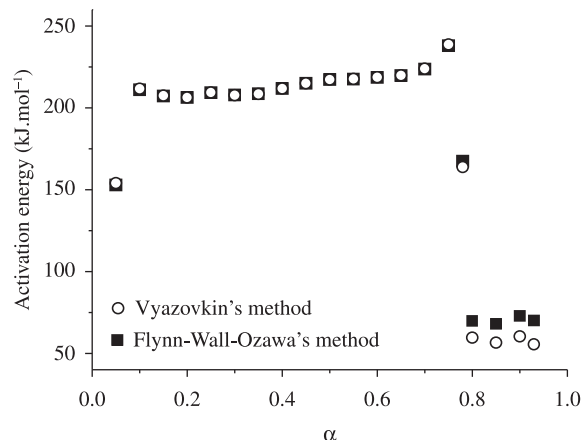 Activation energy (kJ.mol⁻¹)
250
200
150
100
50
Vyazovkin's method
Flynn-Wall-Ozawa's method
0.0 0.2 0.4 0.6 0.8 1.0
α